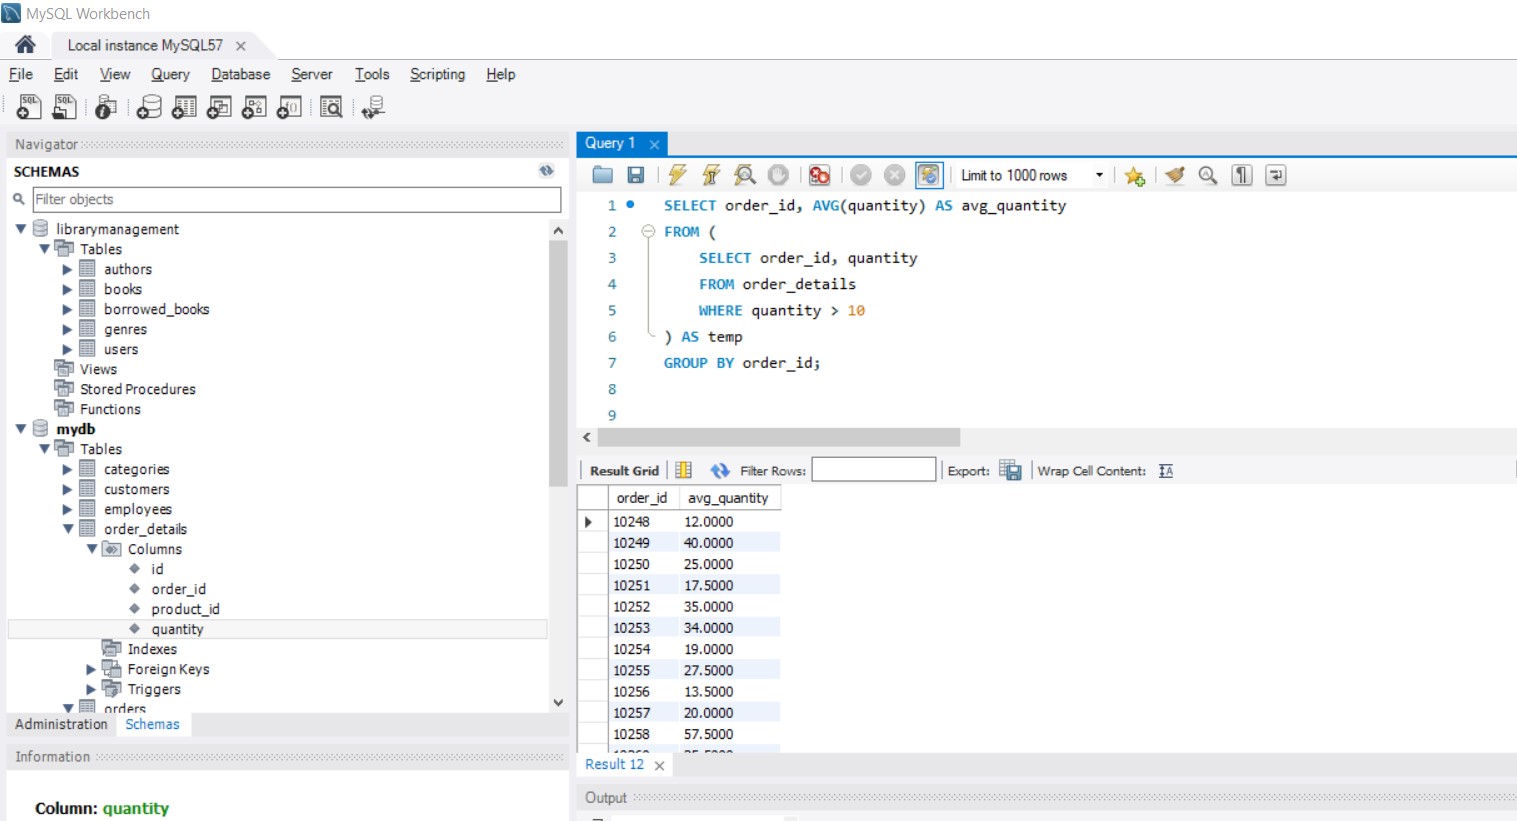 MySQL Workbench
Local instance MySQL57
File Edit View Query Database Server Tools Scripting Help
Navigator
SCHEMAS
Filter objects
librarymanagement
Tables
authors
books
borrowed_books
genres
users
Views
Stored Procedures
Functions
mydb
Tables
categories
customers
employees
order_details
Columns
id
order_id
product_id
quantity
Indexes
Foreign Keys
Triggers
orders
Administration Schemas
Information
Column: quantity
Query 1
Limit to 1000 rows
1 SELECT order_id, AVG(quantity) AS avg_quantity
2 FROM (
3 SELECT order_id, quantity
4 FROM order_details
5 WHERE quantity > 10
6 ) AS temp
7 GROUP BY order_id;
8
9
Result Grid Filter Rows: Export: Wrap Cell Content:
order_id avg_quantity
10248 12.0000
10249 40.0000
10250 25.0000
10251 17.5000
10252 35.0000
10253 34.0000
10254 19.0000
10255 27.5000
10256 13.5000
10257 20.0000
10258 57.5000
Result 12
Output